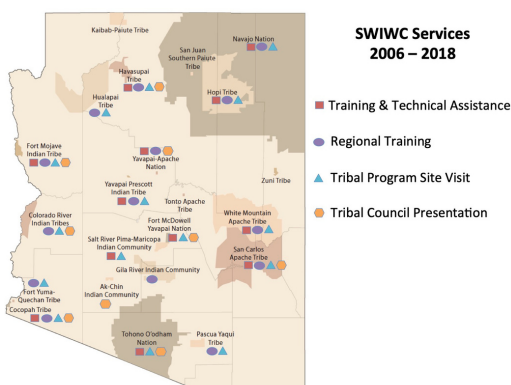 SWIWC Services
2006 – 2018
Training & Technical Assistance
Regional Training
Tribal Program Site Visit
Tribal Council Presentation
Kaibab-Paiute Tribe
Navajo Nation
San Juan
Southern Paiute
Tribe
Havasupai
Tribe
Hopi Tribe
Hualapai
Tribe
Fort Mojave
Indian Tribe
Yavapai-Apache
Nation
Zuni Tribe
Yavapai Prescott
Indian Tribe
Tonto Apache
Tribe
Colorado River
Indian Tribes
Fort McDowell
Yavapai Nation
White Mountain
Apache Tribe
Salt River Pima-Maricopa
Indian Community
San Carlos
Apache Tribe
Gila River Indian Community
Ak-Chin
Indian Community
Fort Yuma-
Quechan Tribe
Cocopah Tribe
Tohono O'odham
Nation
Pascua Yaqui
Tribe